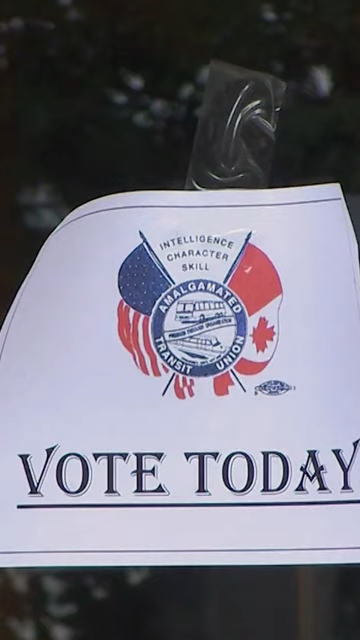 INTELLIGENCE
CHARACTER
SKILL
AMALGAMATED
TRANSIT UNION
VOTE TODAY